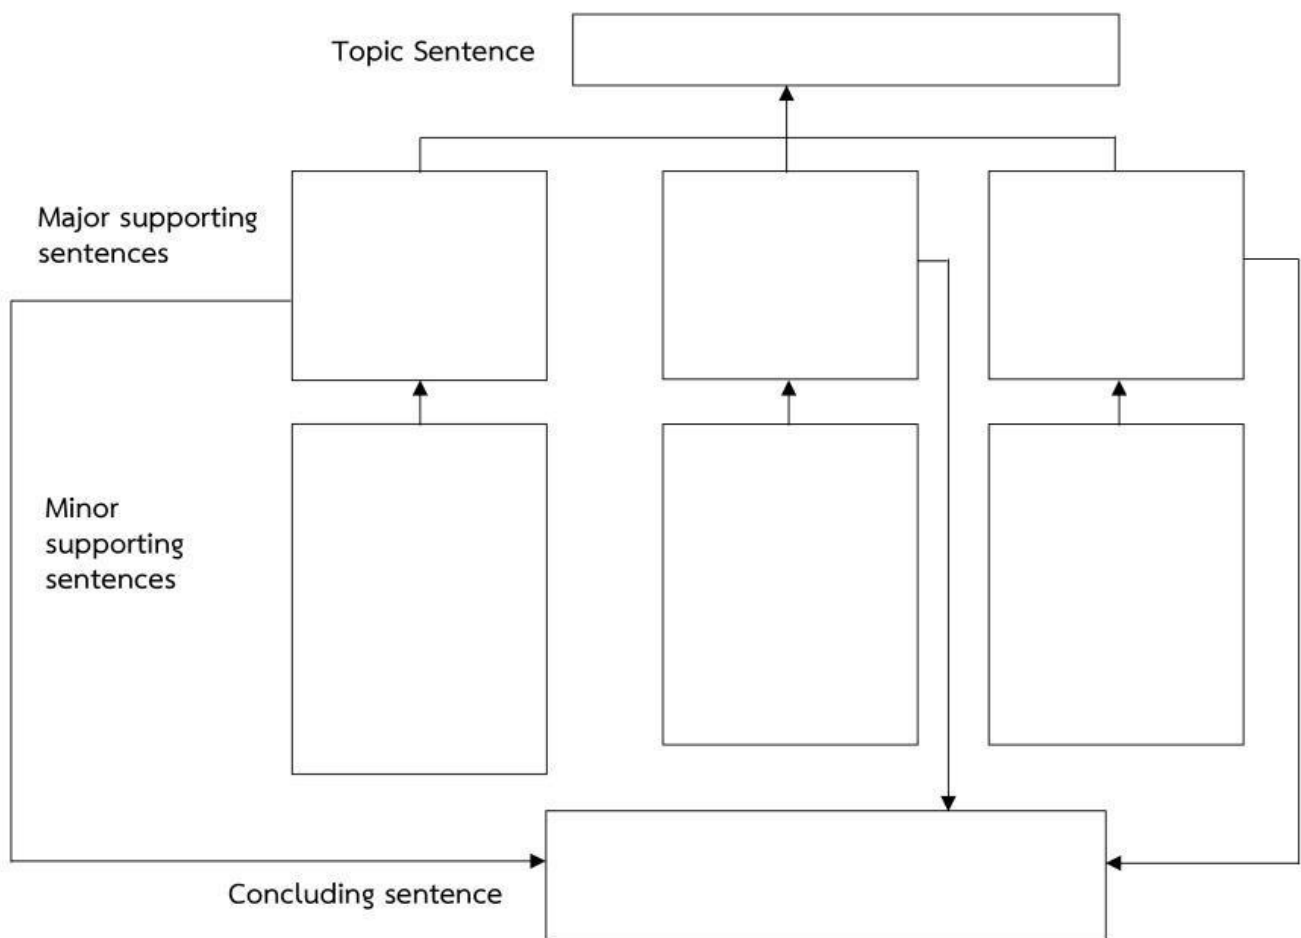 Topic Sentence
Major supporting
sentences
Minor
supporting
sentences
Concluding sentence